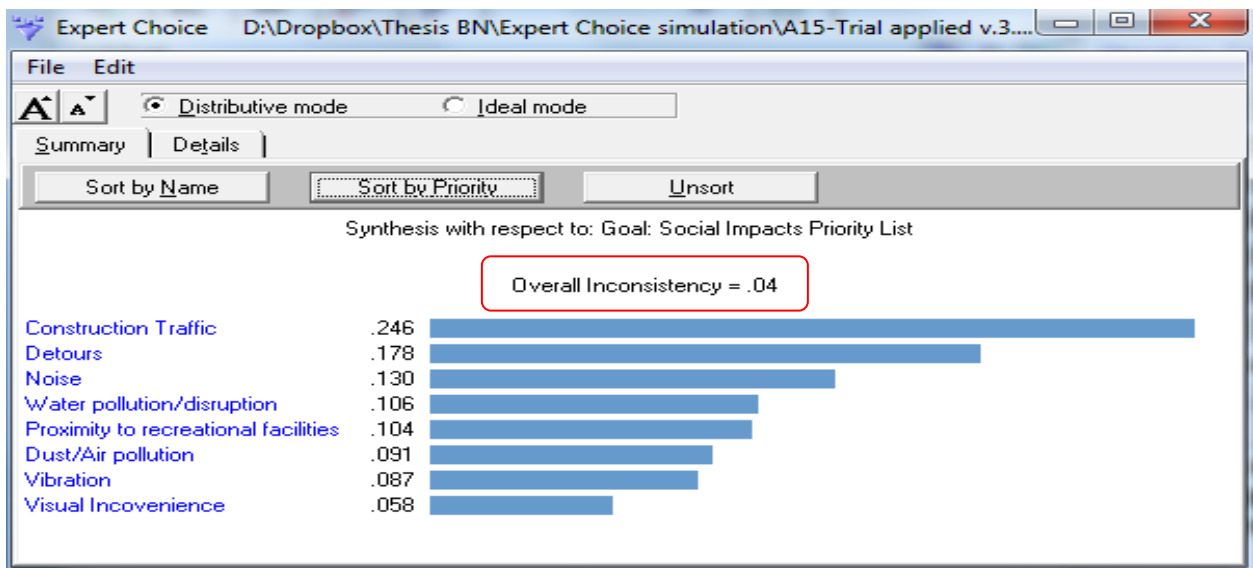 Expert Choice D:\Dropbox\Thesis BN\Expert Choice simulation\A15-Trial applied v.3....
File Edit
A A Distributive mode Ideal mode
Summary Details
Sort by Name Sort by Priority Unsort
Synthesis with respect to: Goal: Social Impacts Priority List
Overall Inconsistency = .04
Construction Traffic .246
Detours .178
Noise .130
Water pollution/disruption .106
Proximity to recreational facilities .104
Dust/Air pollution .091
Vibration .087
Visual Incovenience .058